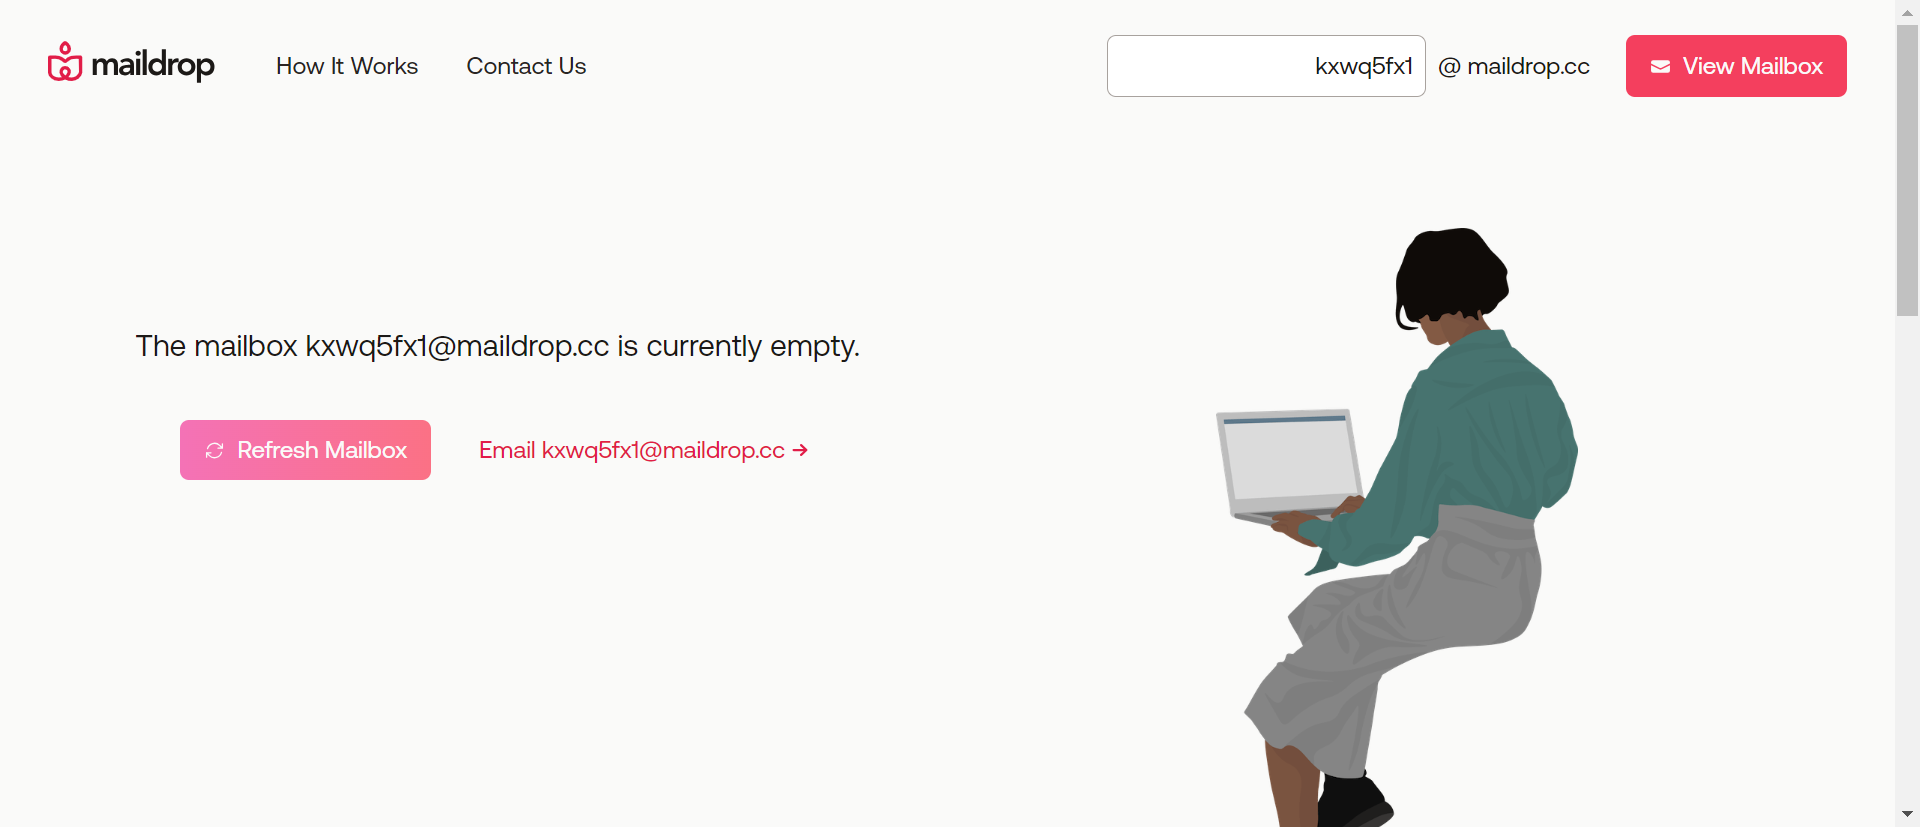 maildrop
How It Works
Contact Us
kxwq5fx1 @ maildrop.cc
View Mailbox
The mailbox kxwq5fx1@maildrop.cc is currently empty.
Refresh Mailbox
Email kxwq5fx1@maildrop.cc →